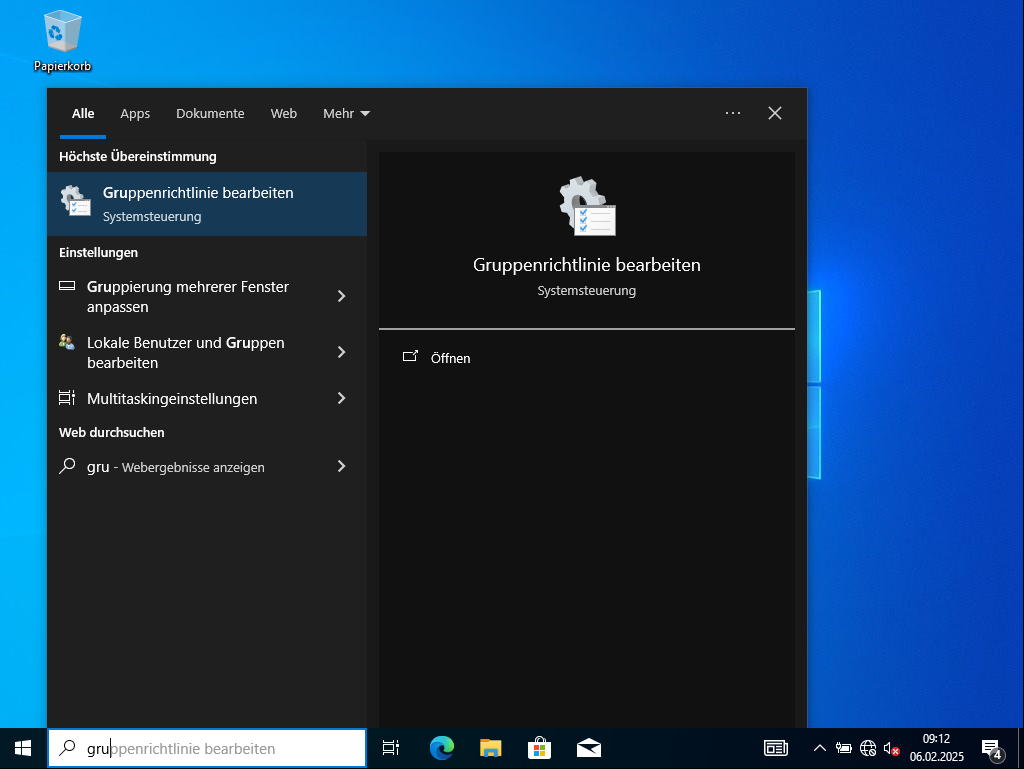 Papierkorb
Alle Apps Dokumente Web Mehr
Höchste Übereinstimmung
Gruppenrichtlinie bearbeiten
Systemsteuerung
Einstellungen
Gruppierung mehrerer Fenster
anpassen
Lokale Benutzer und Gruppen
bearbeiten
Multitaskingeinstellungen
Web durchsuchen
gru - Webergebnisse anzeigen
Gruppenrichtlinie bearbeiten
Systemsteuerung
Öffnen
gruppenrichtlinie bearbeiten
09:12
06.02.2025
4